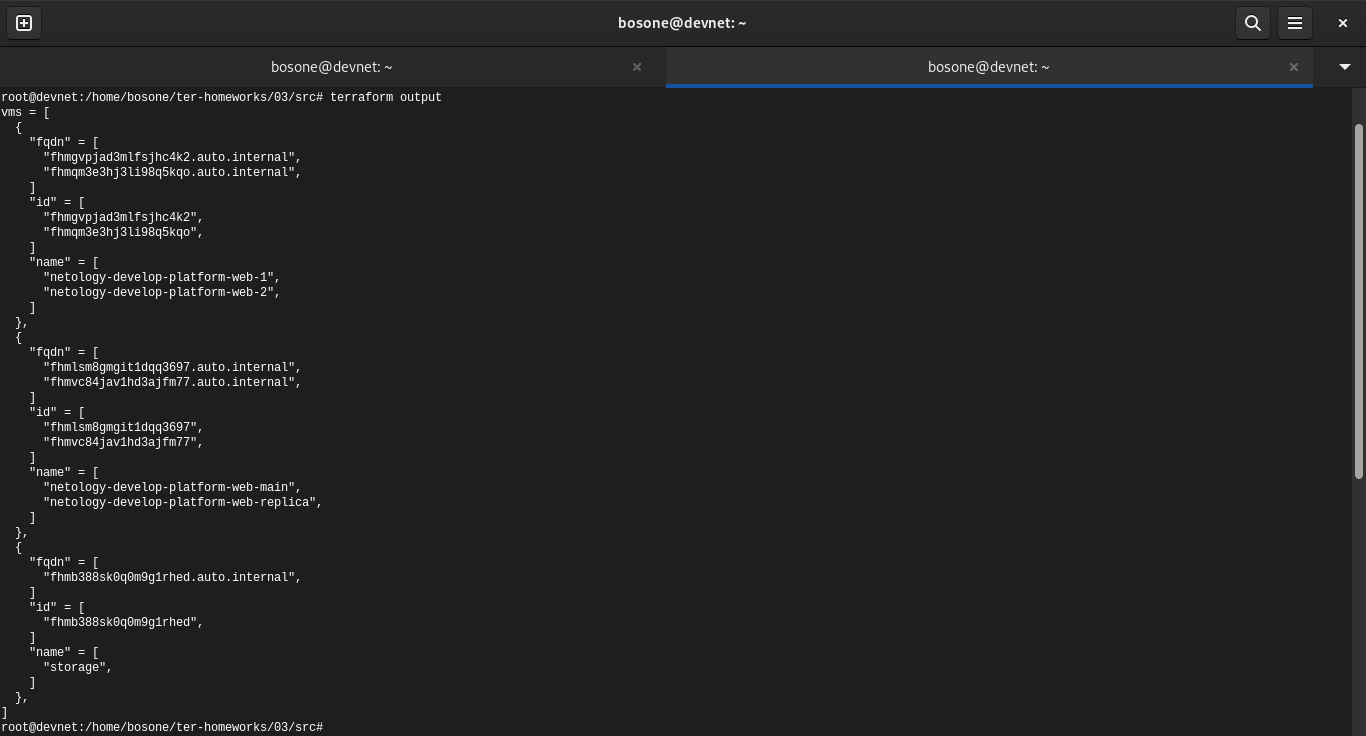 bosone@devnet: ~
bosone@devnet: ~
bosone@devnet: ~
root@devnet:/home/bosone/ter-homeworks/03/src# terraform output
vms = [
  {
    "fqdn" = [
      "fhmgvpjad3mlfsjhc4k2.auto.internal",
      "fhmqm3e3hj3li98q5kqo.auto.internal",
    ]
    "id" = [
      "fhmgvpjad3mlfsjhc4k2",
      "fhmqm3e3hj3li98q5kqo",
    ]
    "name" = [
      "netology-develop-platform-web-1",
      "netology-develop-platform-web-2",
    ]
  },
  {
    "fqdn" = [
      "fhmlsm8gmgit1dqq3697.auto.internal",
      "fhmvc84jav1hd3ajfm77.auto.internal",
    ]
    "id" = [
      "fhmlsm8gmgit1dqq3697",
      "fhmvc84jav1hd3ajfm77",
    ]
    "name" = [
      "netology-develop-platform-web-main",
      "netology-develop-platform-web-replica",
    ]
  },
  {
    "fqdn" = [
      "fhmb388sk0q0m9g1rhed.auto.internal",
    ]
    "id" = [
      "fhmb388sk0q0m9g1rhed",
    ]
    "name" = [
      "storage",
    ]
  },
]
root@devnet:/home/bosone/ter-homeworks/03/src#